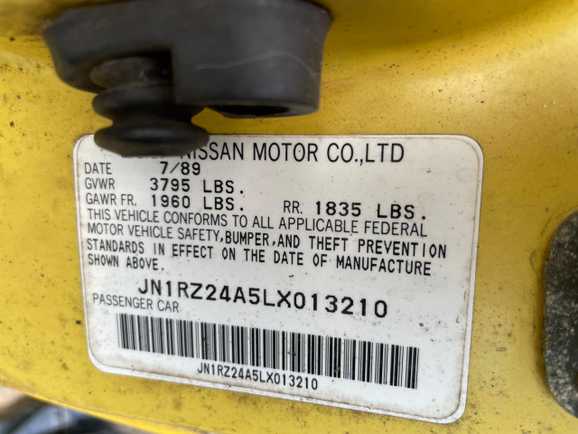 NISSAN MOTOR CO.,LTD
DATE 7/89
GVWR 3795 LBS.
GAWR FR. 1960 LBS. RR. 1835 LBS.
THIS VEHICLE CONFORMS TO ALL APPLICABLE FEDERAL
MOTOR VEHICLE SAFETY,BUMPER,AND THEFT PREVENTION
STANDARDS IN EFFECT ON THE DATE OF MANUFACTURE
SHOWN ABOVE.
JN1RZ24A5LX013210
PASSENGER CAR
JN1RZ24A5LX013210